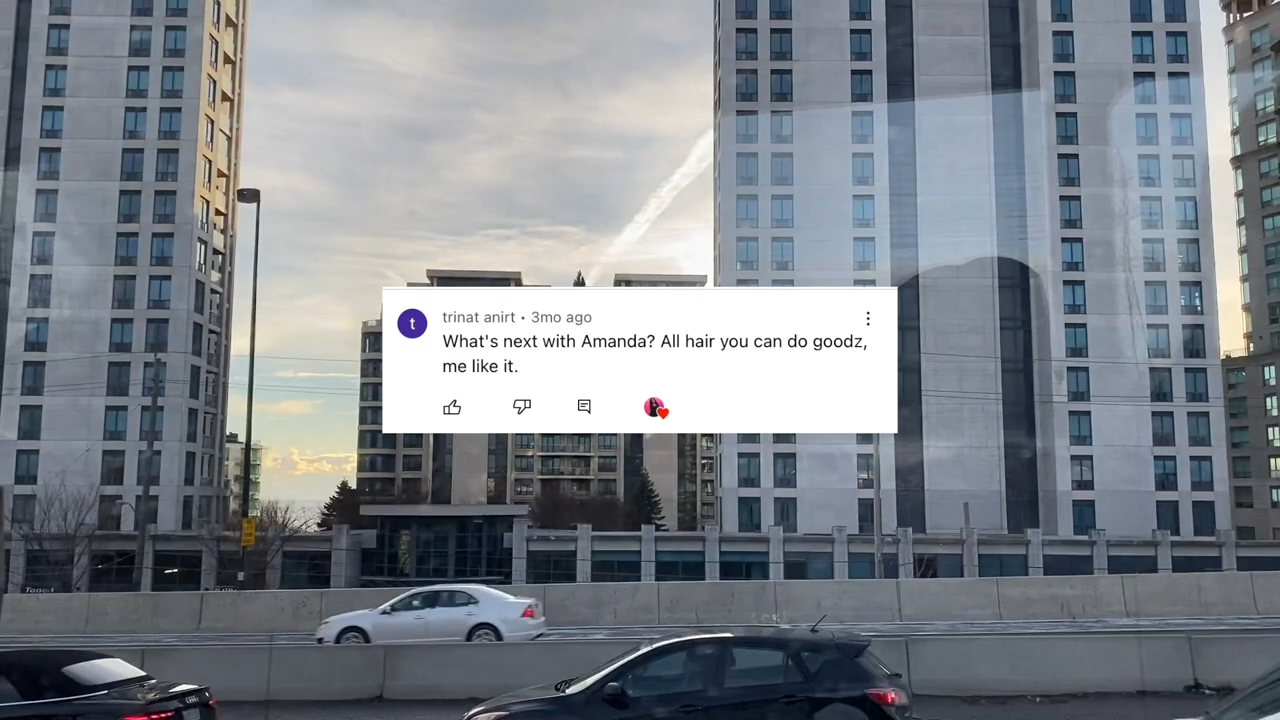 t
trinat anirt • 3mo ago
What's next with Amanda? All hair you can do goodz,
me like it.